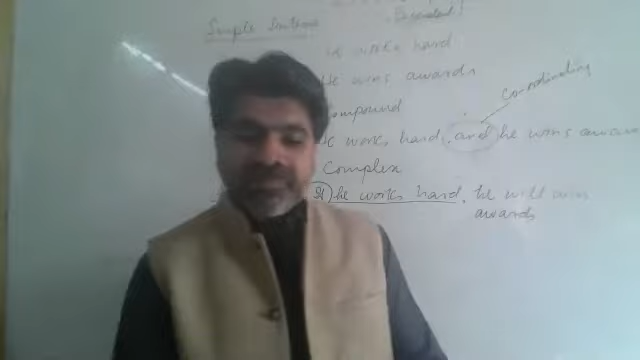 Simple Sentence
Dependent!
He works hard
He wins awards
Co-ordinating
Compound
He works hard, and he wins awards
Complex
If he works hard, he will win
awards